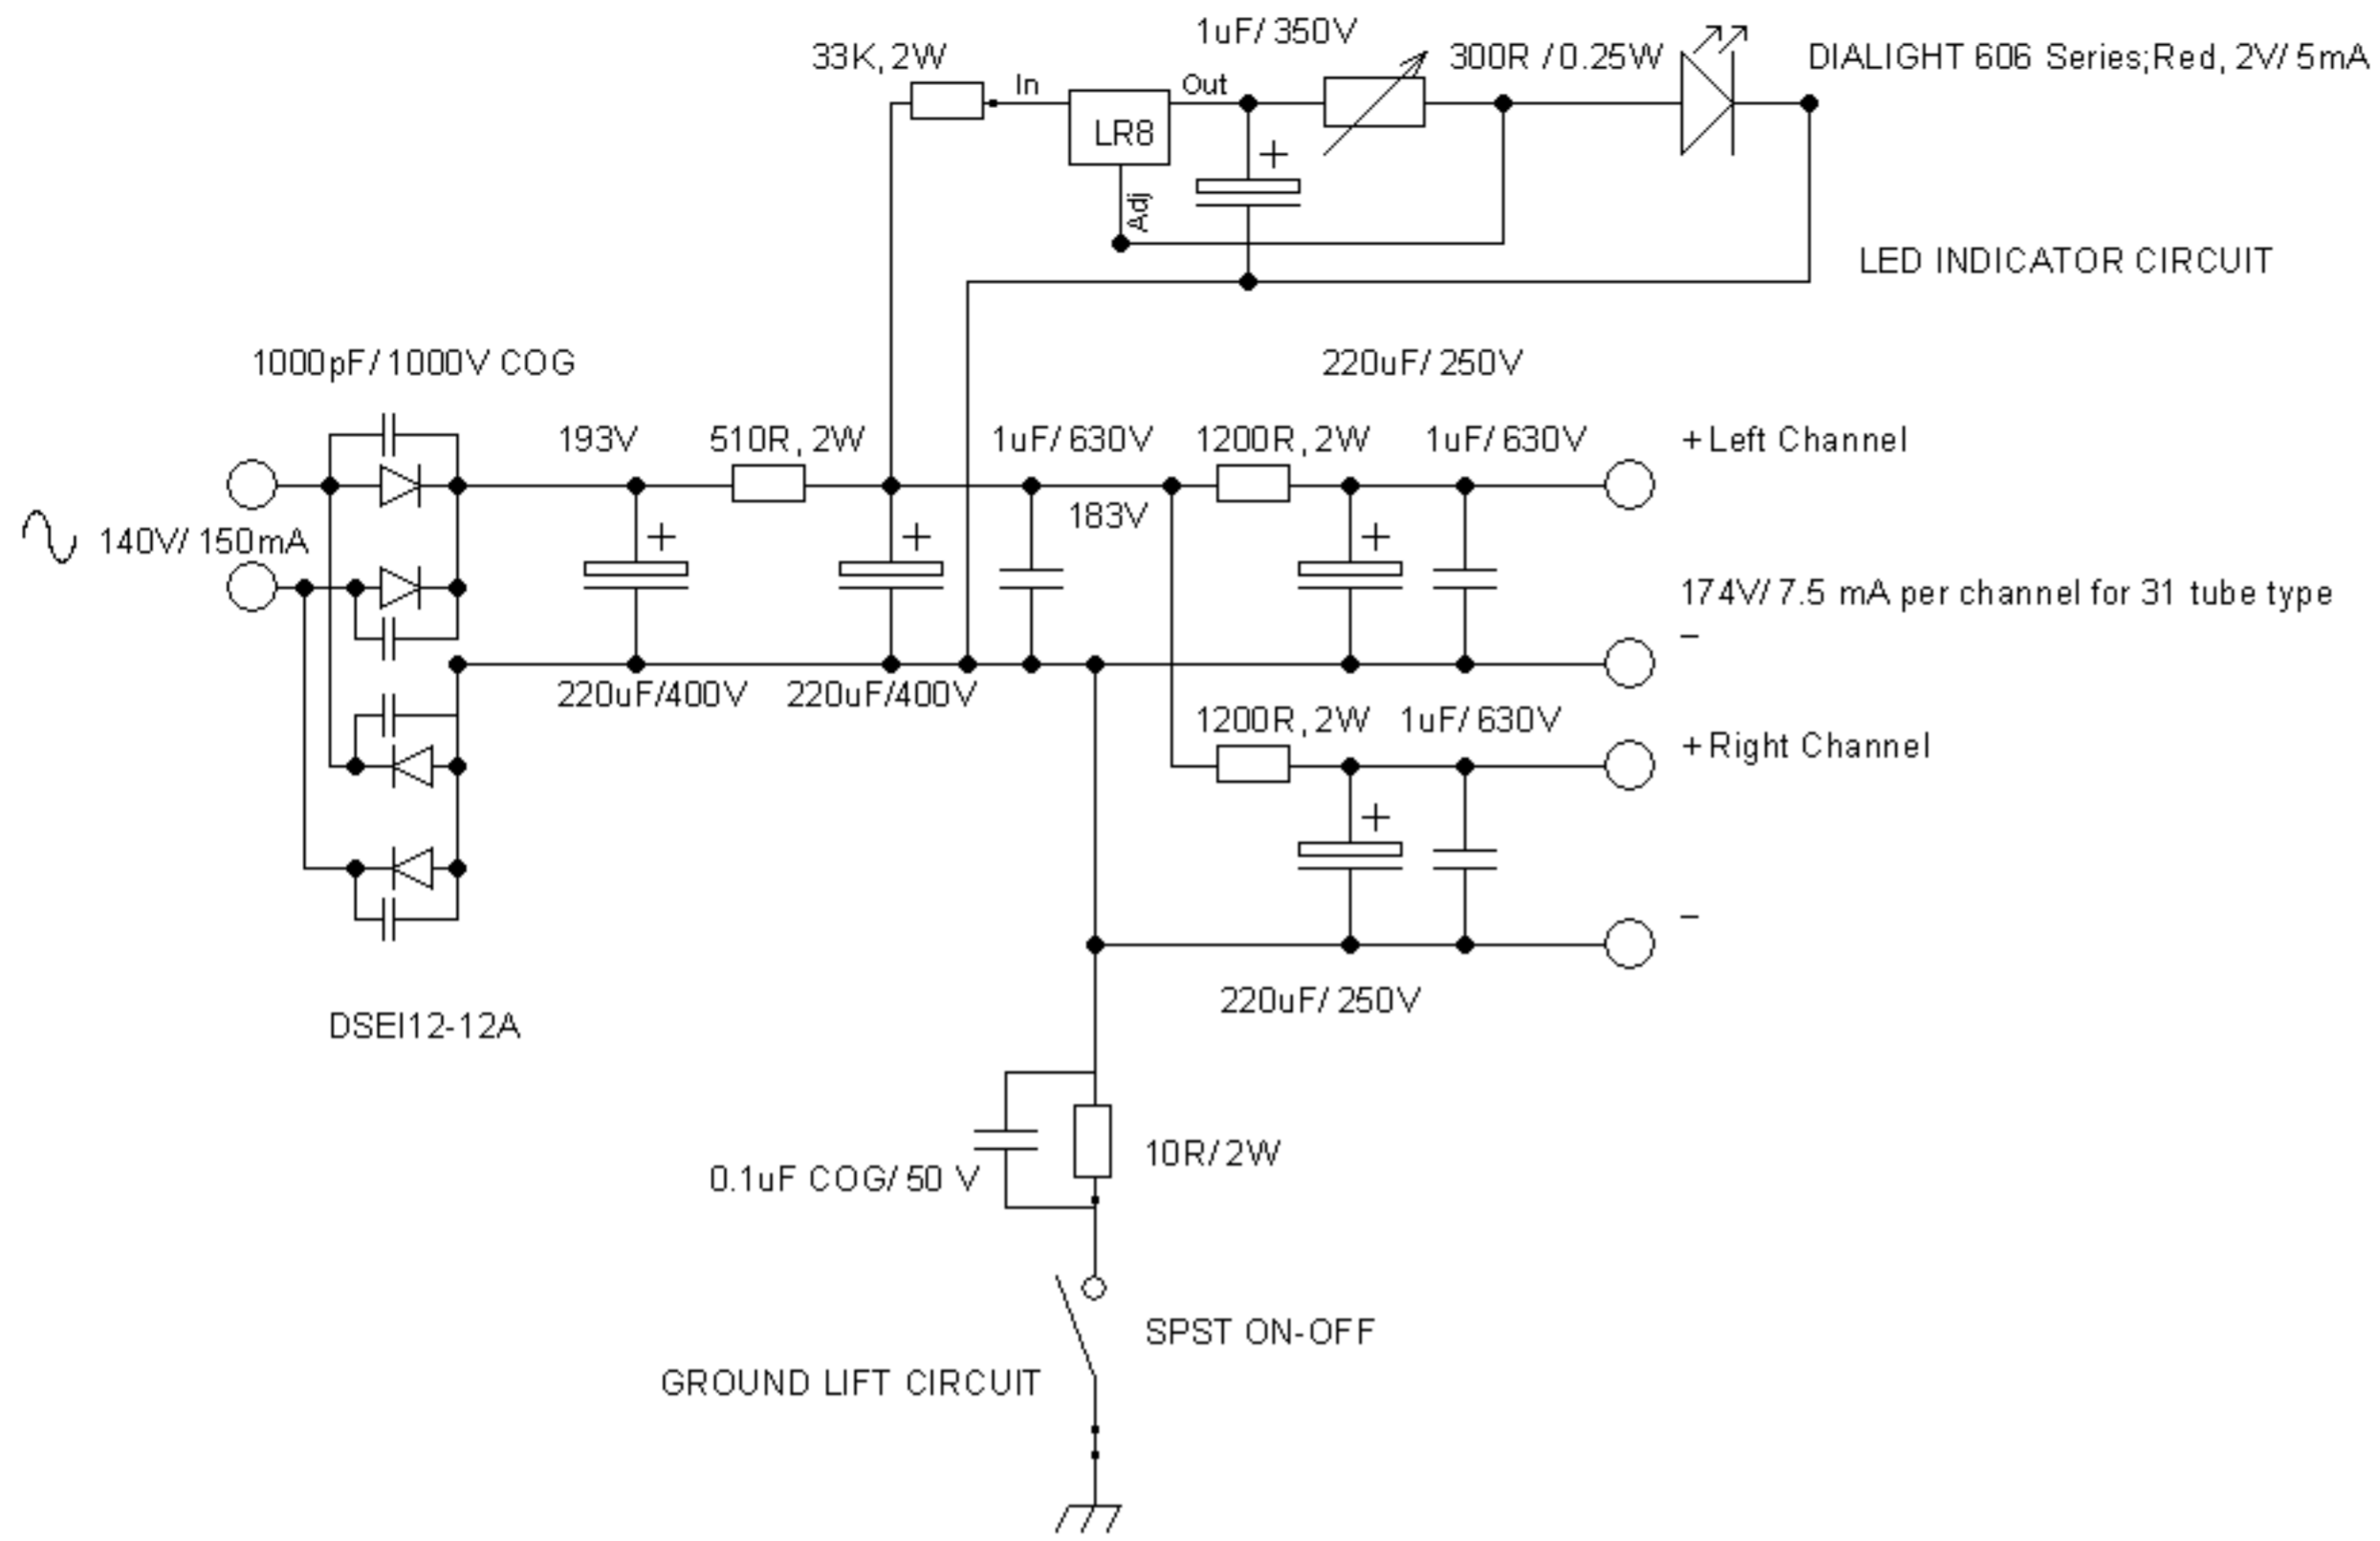 1uF/350V
33K,2W
300R/0.25W
DIALIGHT 606 Series;Red, 2V/5mA
In
Out
LR8
+
Adj
LED INDICATOR CIRCUIT
1000pF/1000V COG
220uF/250V
193V
510R,2W
1uF/630V
1200R,2W
1uF/630V
+Left Channel
183V
140V/150mA
+
+
+
174V/7.5 mA per channel for 31 tube type
−
220uF/400V
220uF/400V
1200R,2W
1uF/630V
+Right Channel
+
−
220uF/250V
DSEI12-12A
10R/2W
0.1uF COG/50 V
SPST ON-OFF
GROUND LIFT CIRCUIT